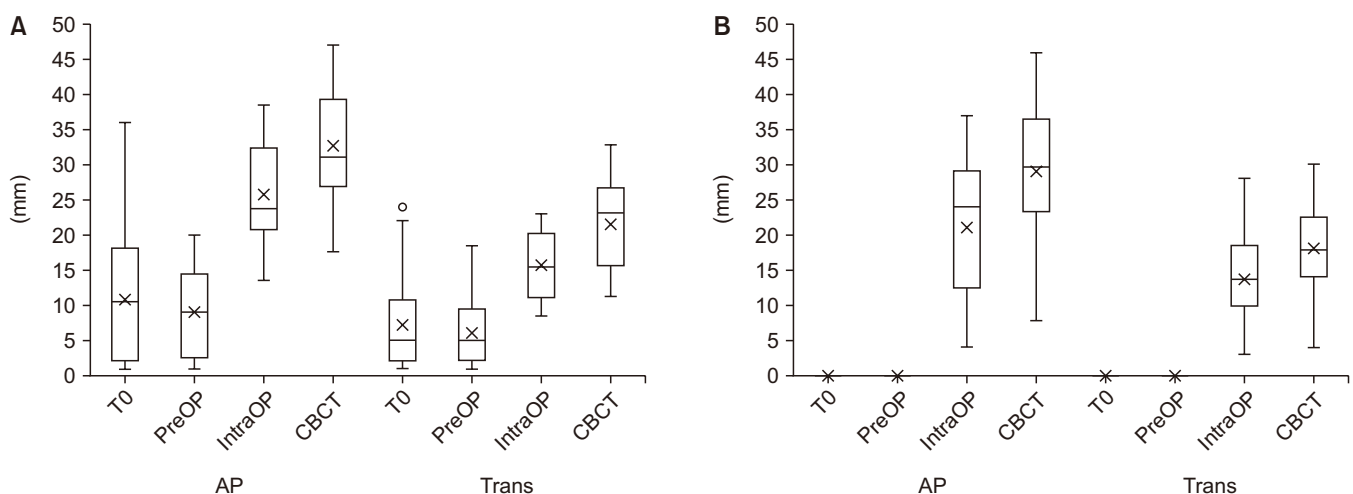 A
(mm)
50
45
40
35
30
25
20
15
10
5
0
T0
PreOP
IntraOP
CBCT
T0
PreOP
IntraOP
CBCT
AP
Trans
B
(mm)
50
45
40
35
30
25
20
15
10
5
0
T0
PreOP
IntraOP
CBCT
T0
PreOP
IntraOP
CBCT
AP
Trans